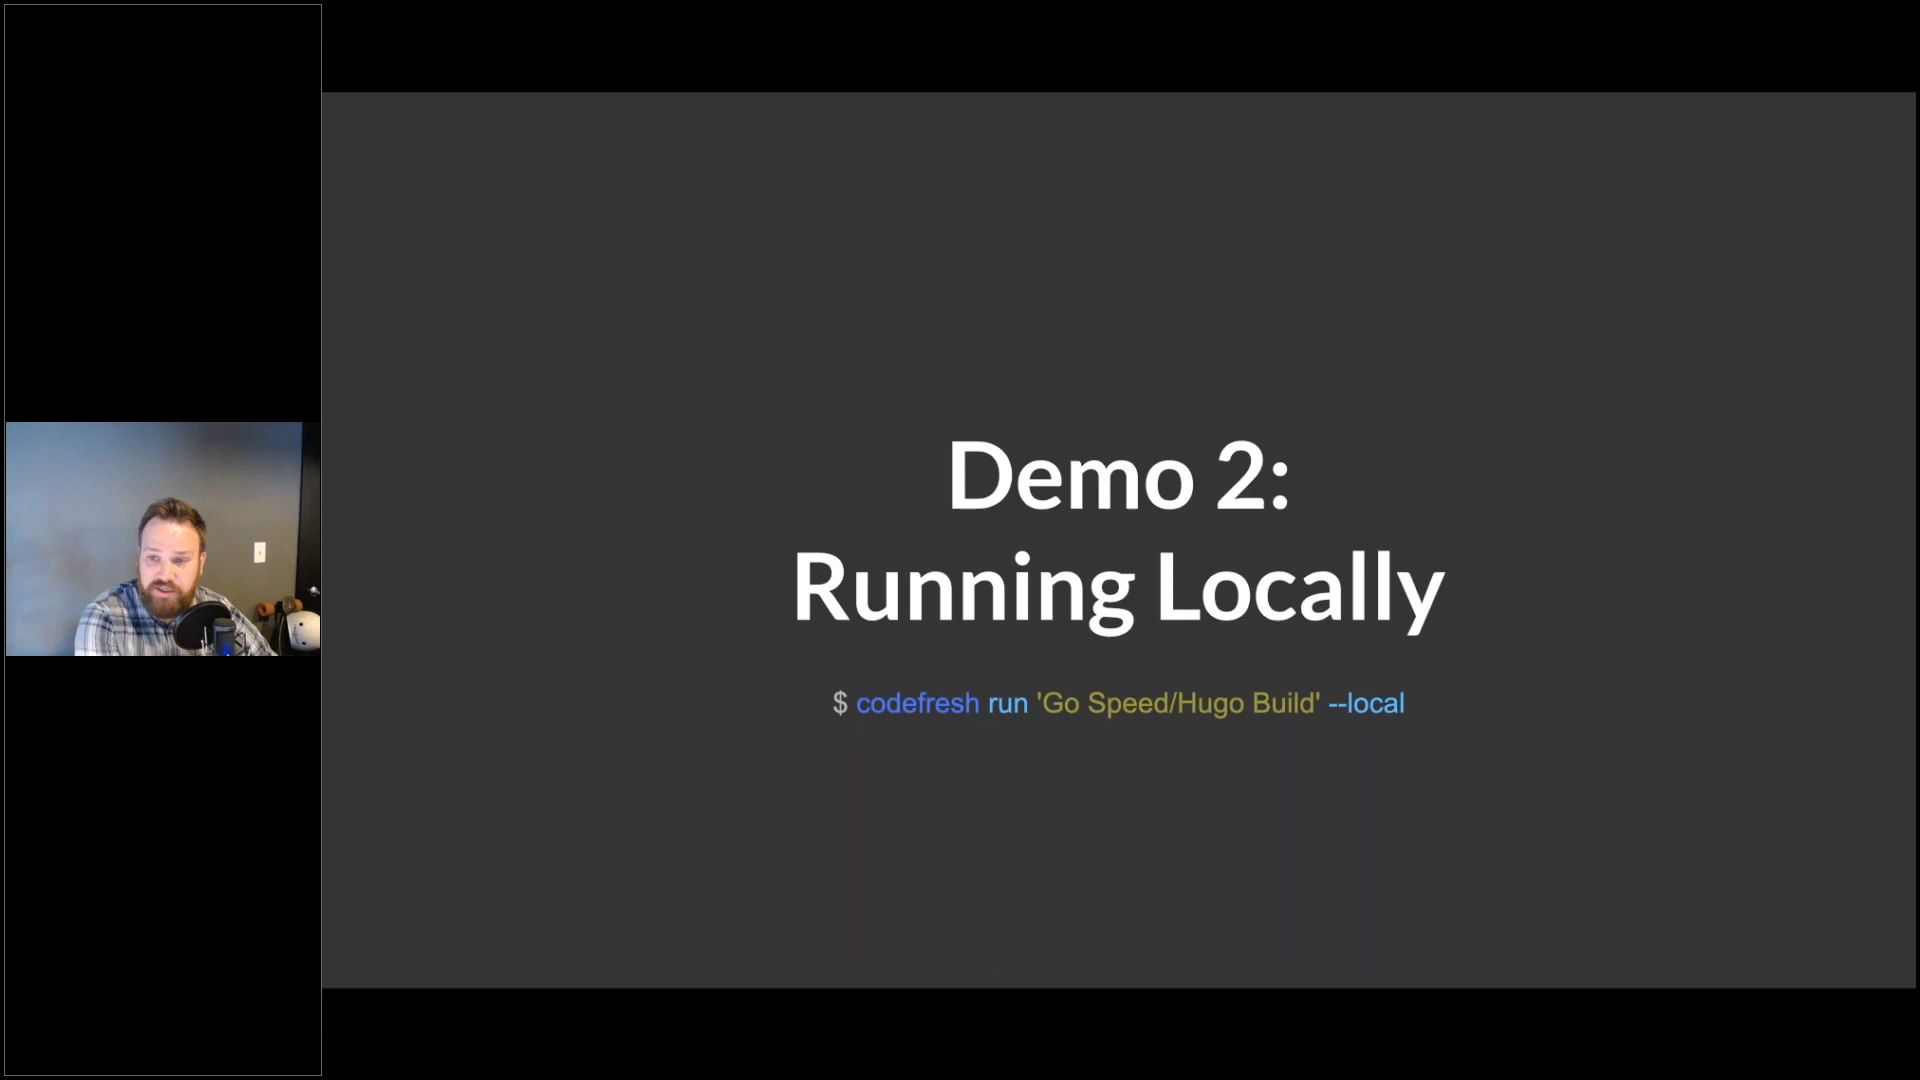 Demo 2:
Running Locally
$ codefresh run 'Go Speed/Hugo Build' --local